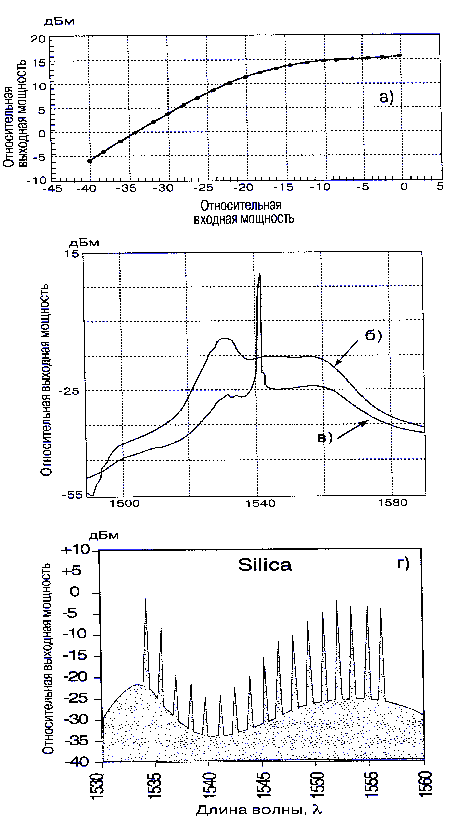 дБм
20
15
10
5
0
-5
-10
Относительная
выходная мощность
а)
-45 -40 -35 -30 -25 -20 -15 -10 -5 0 5
Относительная
входная мощность
дБм
15
-25
-55
Относительная выходная мощность
б)
в)
1500 1540 1580
дБм
+10
+5
0
-5
-10
-15
-20
-25
-30
-35
-40
Относительная выходная мощность
Silica
г)
1530 1535 1540 1545 1550 1555 1560
Длина волны, λ